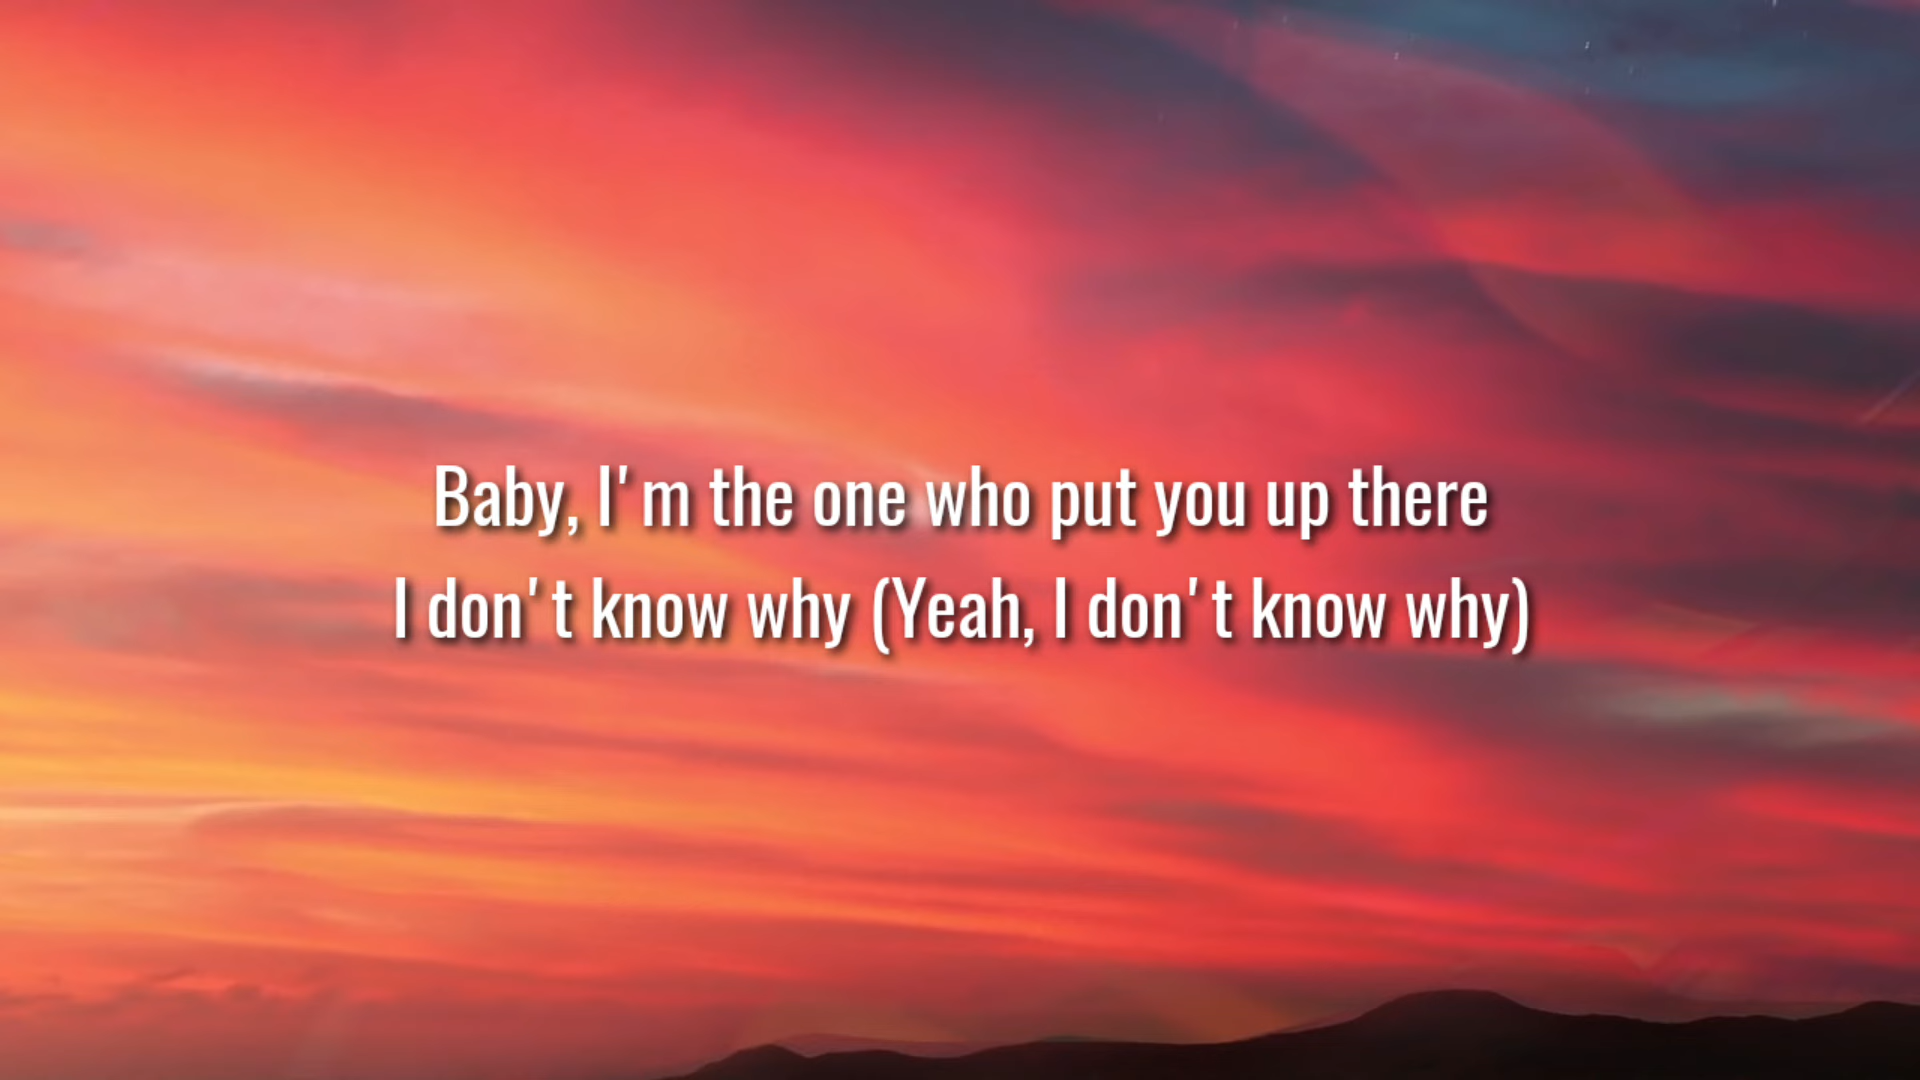 Baby, I'm the one who put you up there
I don't know why (Yeah, I don't know why)